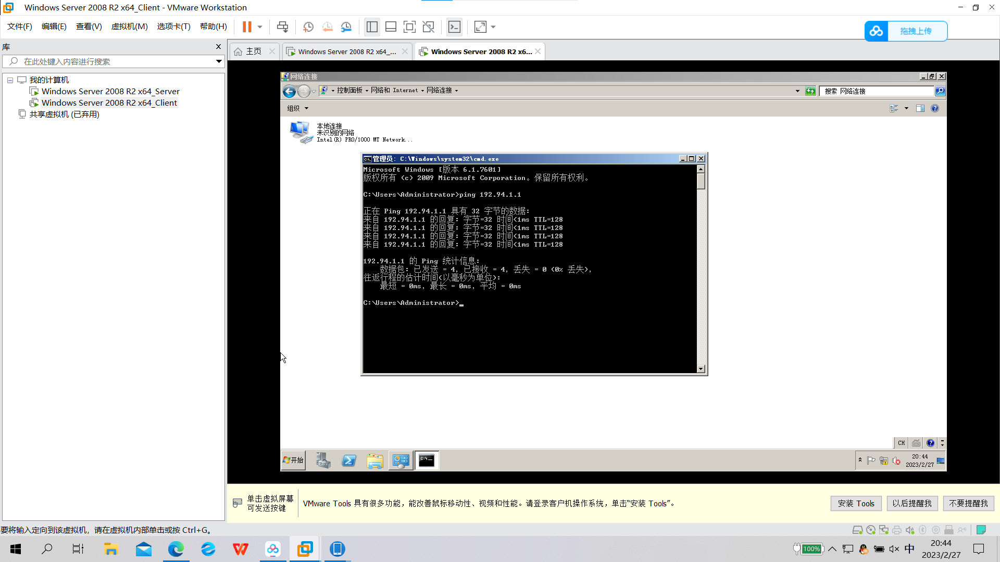 Windows Server 2008 R2 x64_Client - VMware Workstation
文件(F) 编辑(E) 查看(V) 虚拟机(M) 选项卡(T) 帮助(H)
拖拽上传
库
在此处键入内容进行搜索
我的计算机
Windows Server 2008 R2 x64_Server
Windows Server 2008 R2 x64_Client
共享虚拟机 (已弃用)
主页
Windows Server 2008 R2 x64_...
Windows Server 2008 R2 x6...
网络连接
控制面板 网络和 Internet 网络连接
搜索 网络连接
组织
本地连接
未识别的网络
Intel(R) PRO/1000 MT Network...
管理员: C:\Windows\system32\cmd.exe
Microsoft Windows [版本 6.1.7601]
版权所有 (c) 2009 Microsoft Corporation。保留所有权利。
C:\Users\Administrator>ping 192.94.1.1
正在 Ping 192.94.1.1 具有 32 字节的数据:
来自 192.94.1.1 的回复: 字节=32 时间<1ms TTL=128
来自 192.94.1.1 的回复: 字节=32 时间<1ms TTL=128
来自 192.94.1.1 的回复: 字节=32 时间<1ms TTL=128
来自 192.94.1.1 的回复: 字节=32 时间<1ms TTL=128
192.94.1.1 的 Ping 统计信息:
数据包: 已发送 = 4, 已接收 = 4, 丢失 = 0 (0% 丢失),
往返行程的估计时间(以毫秒为单位):
最短 = 0ms, 最长 = 0ms, 平均 = 0ms
C:\Users\Administrator>_
CH
开始
20:44
2023/2/27
单击虚拟屏幕
可发送按键
VMware Tools 具有很多功能，能改善鼠标移动性、视频和性能。请登录客户机操作系统，单击“安装 Tools”。
安装 Tools
以后提醒我
不要提醒我
要将输入定向到该虚拟机，请在虚拟机内部单击或按 Ctrl+G。
100%
中
20:44
2023/2/27